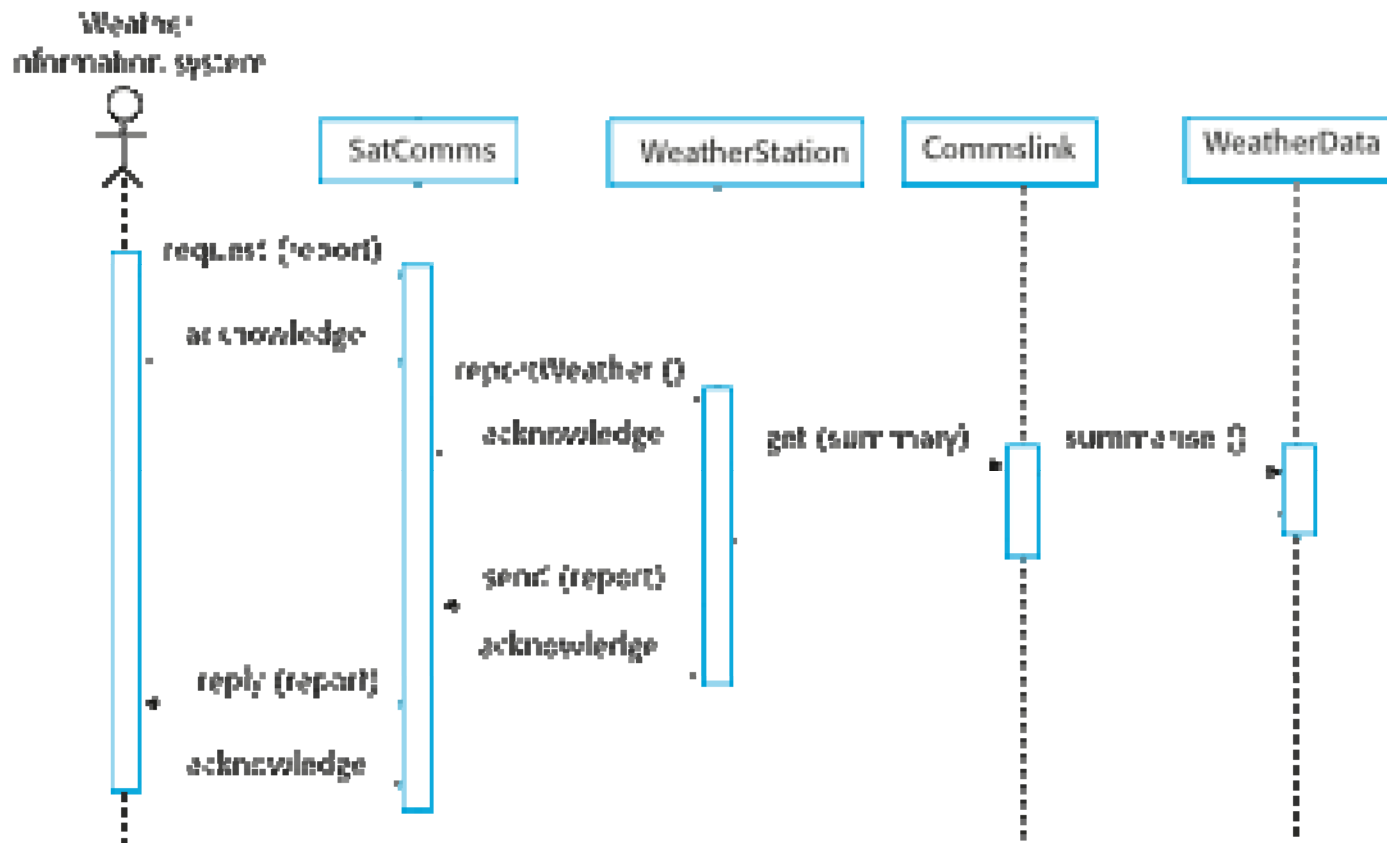 Weather
information system
SatComms
WeatherStation
Commslink
WeatherData
request (report)
acknowledge
reportWeather ()
acknowledge
get (summary)
summarise ()
send (report)
acknowledge
reply (report)
acknowledge